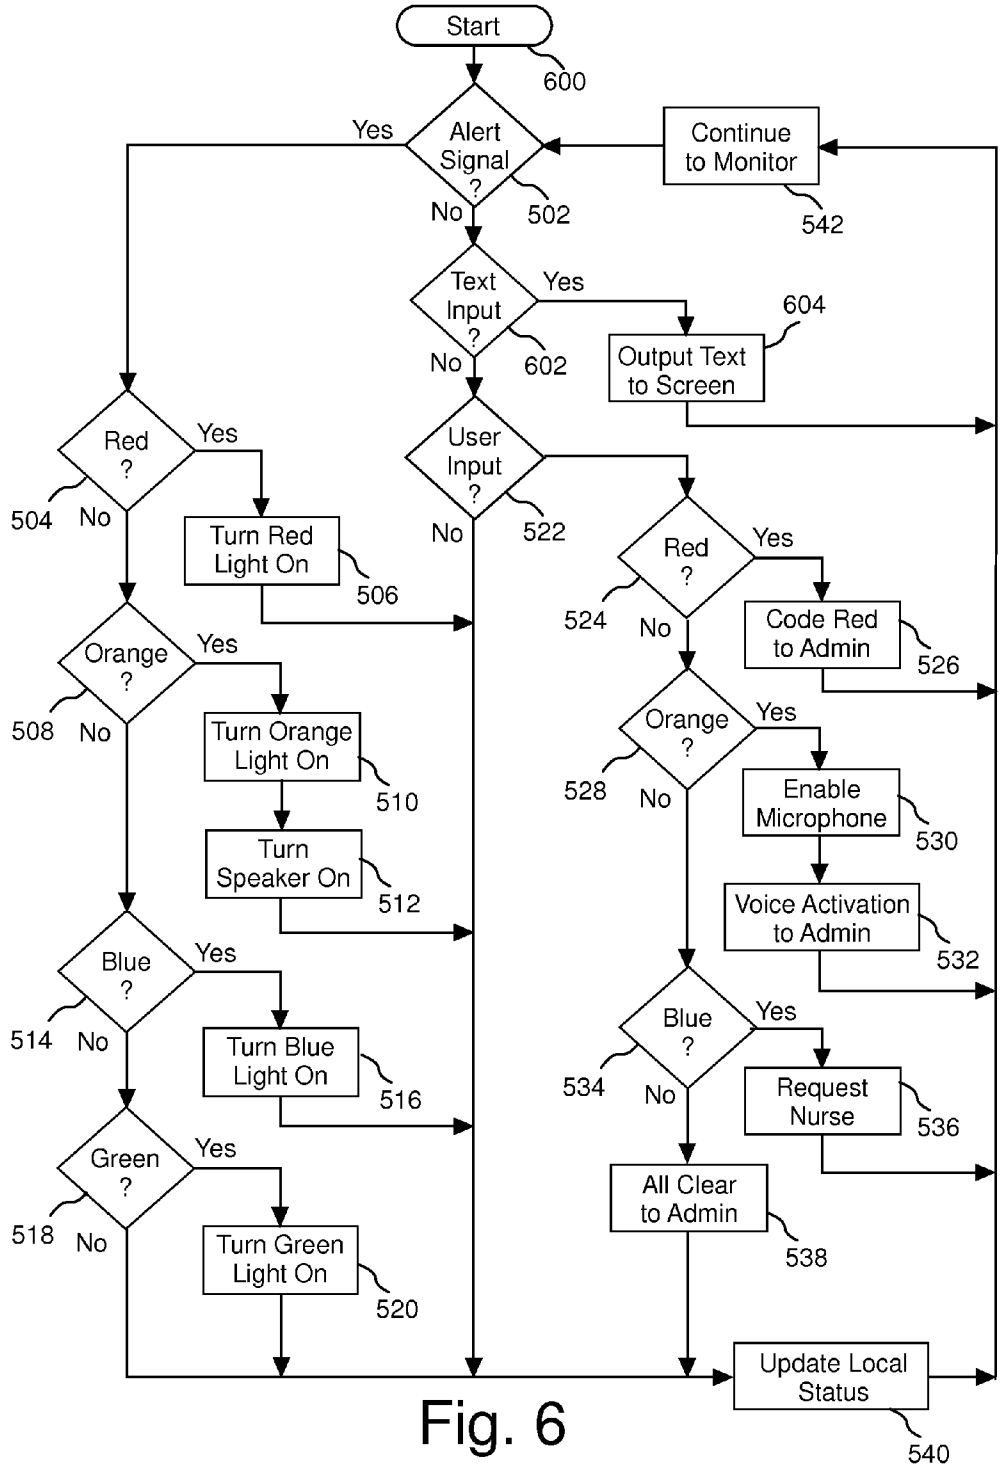 Start
600
Yes
Alert
Signal
?
502
No
Continue
to Monitor
542
Text
Input
?
Yes
602
No
604
Output Text
to Screen
User
Input
?
522
No
Red
?
Yes
504
No
Turn Red
Light On
506
Red
?
Yes
524
No
Code Red
to Admin
526
Orange
?
Yes
508
No
Turn Orange
Light On
510
Turn
Speaker On
512
Orange
?
Yes
528
No
Enable
Microphone
530
Voice Activation
to Admin
532
Blue
?
Yes
514
No
Turn Blue
Light On
516
Blue
?
Yes
534
No
Request
Nurse
536
Green
?
Yes
518
No
Turn Green
Light On
520
All Clear
to Admin
538
Update Local
Status
540
Fig. 6